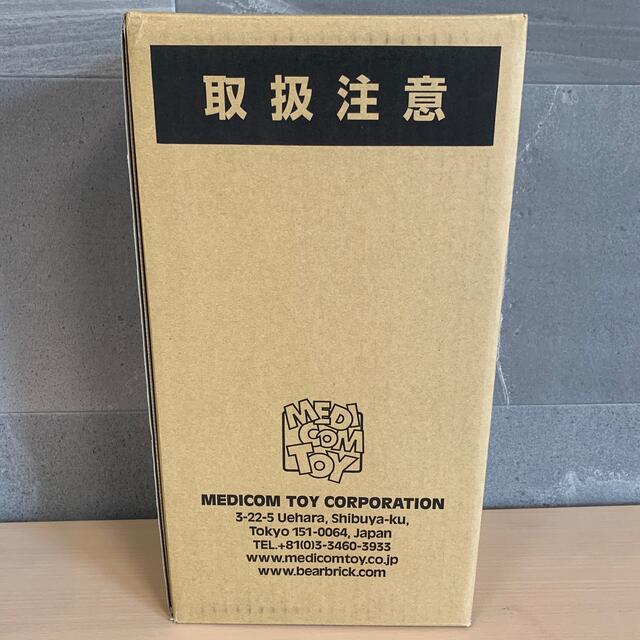 取扱注意
MEDI
COM
TOY
MEDICOM TOY CORPORATION
3-22-5 Uehara, Shibuya-ku,
Tokyo 151-0064, Japan
TEL.+81(0)3-3460-3933
www.medicomtoy.co.jp
www.bearbrick.com